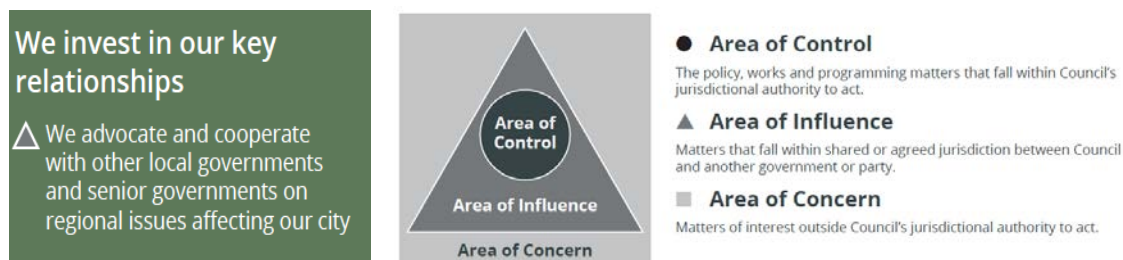 We invest in our key
relationships
We advocate and cooperate
with other local governments
and senior governments on
regional issues affecting our city
Area of
Control
Area of Influence
Area of Concern
Area of Control
The policy, works and programming matters that fall within Council's
jurisdictional authority to act.
Area of Influence
Matters that fall within shared or agreed jurisdiction between Council
and another government or party.
Area of Concern
Matters of interest outside Council's jurisdictional authority to act.